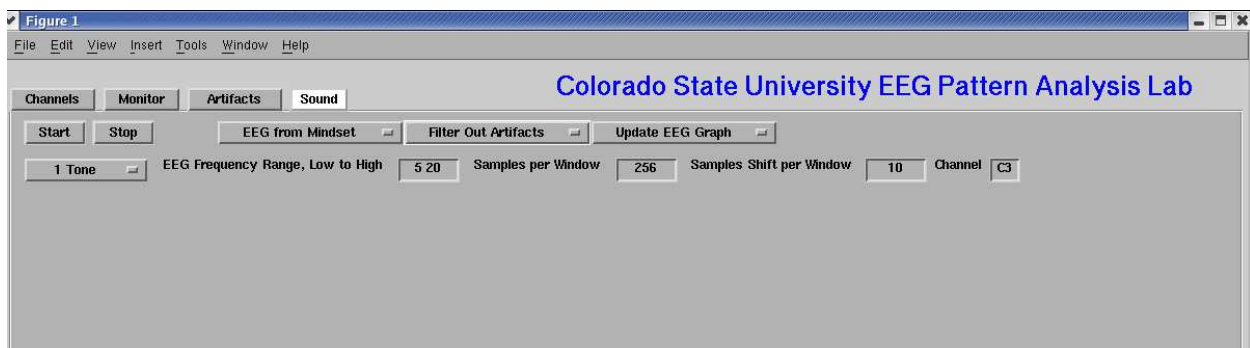 Figure 1
File Edit View Insert Tools Window Help
Colorado State University EEG Pattern Analysis Lab
Channels Monitor Artifacts Sound
Start Stop EEG from Mindset Filter Out Artifacts Update EEG Graph
1 Tone EEG Frequency Range, Low to High 5 20 Samples per Window 256 Samples Shift per Window 10 Channel C3